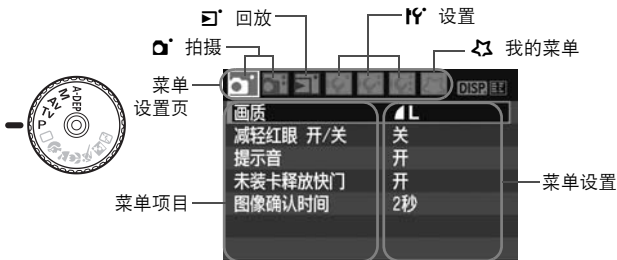 回放
设置
拍摄
我的菜单
菜单
设置页
DISP.
A-DEP
M
Av
Tv
P
画质 L
减轻红眼 开/关 关
提示音 开
未装卡释放快门 开
图像确认时间 2秒
菜单项目
菜单设置